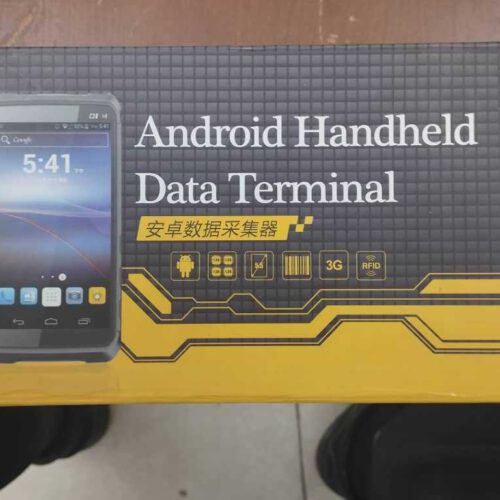 Android Handheld
Data Terminal
安卓数据采集器
3G
RFID
Google
5:41